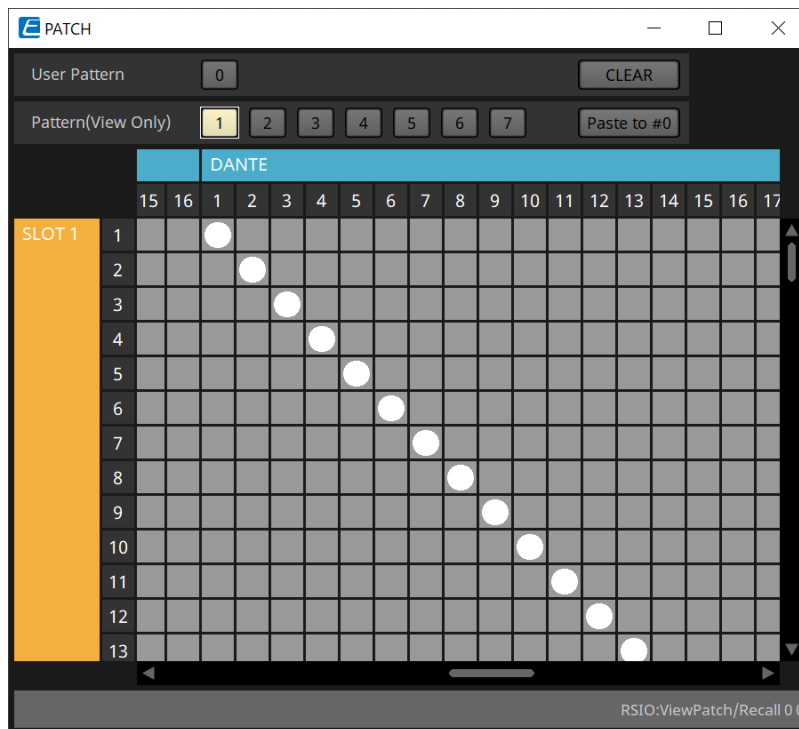 PATCH
User Pattern 0 CLEAR
Pattern(View Only) 1 2 3 4 5 6 7 Paste to #0
DANTE
15 16 1 2 3 4 5 6 7 8 9 10 11 12 13 14 15 16 17
SLOT 1 1
2
3
4
5
6
7
8
9
10
11
12
13
RSIO:ViewPatch/Recall 0 0